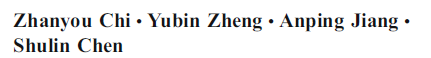 Zhanyou Chi • Yubin Zheng • Anping Jiang •
Shulin Chen